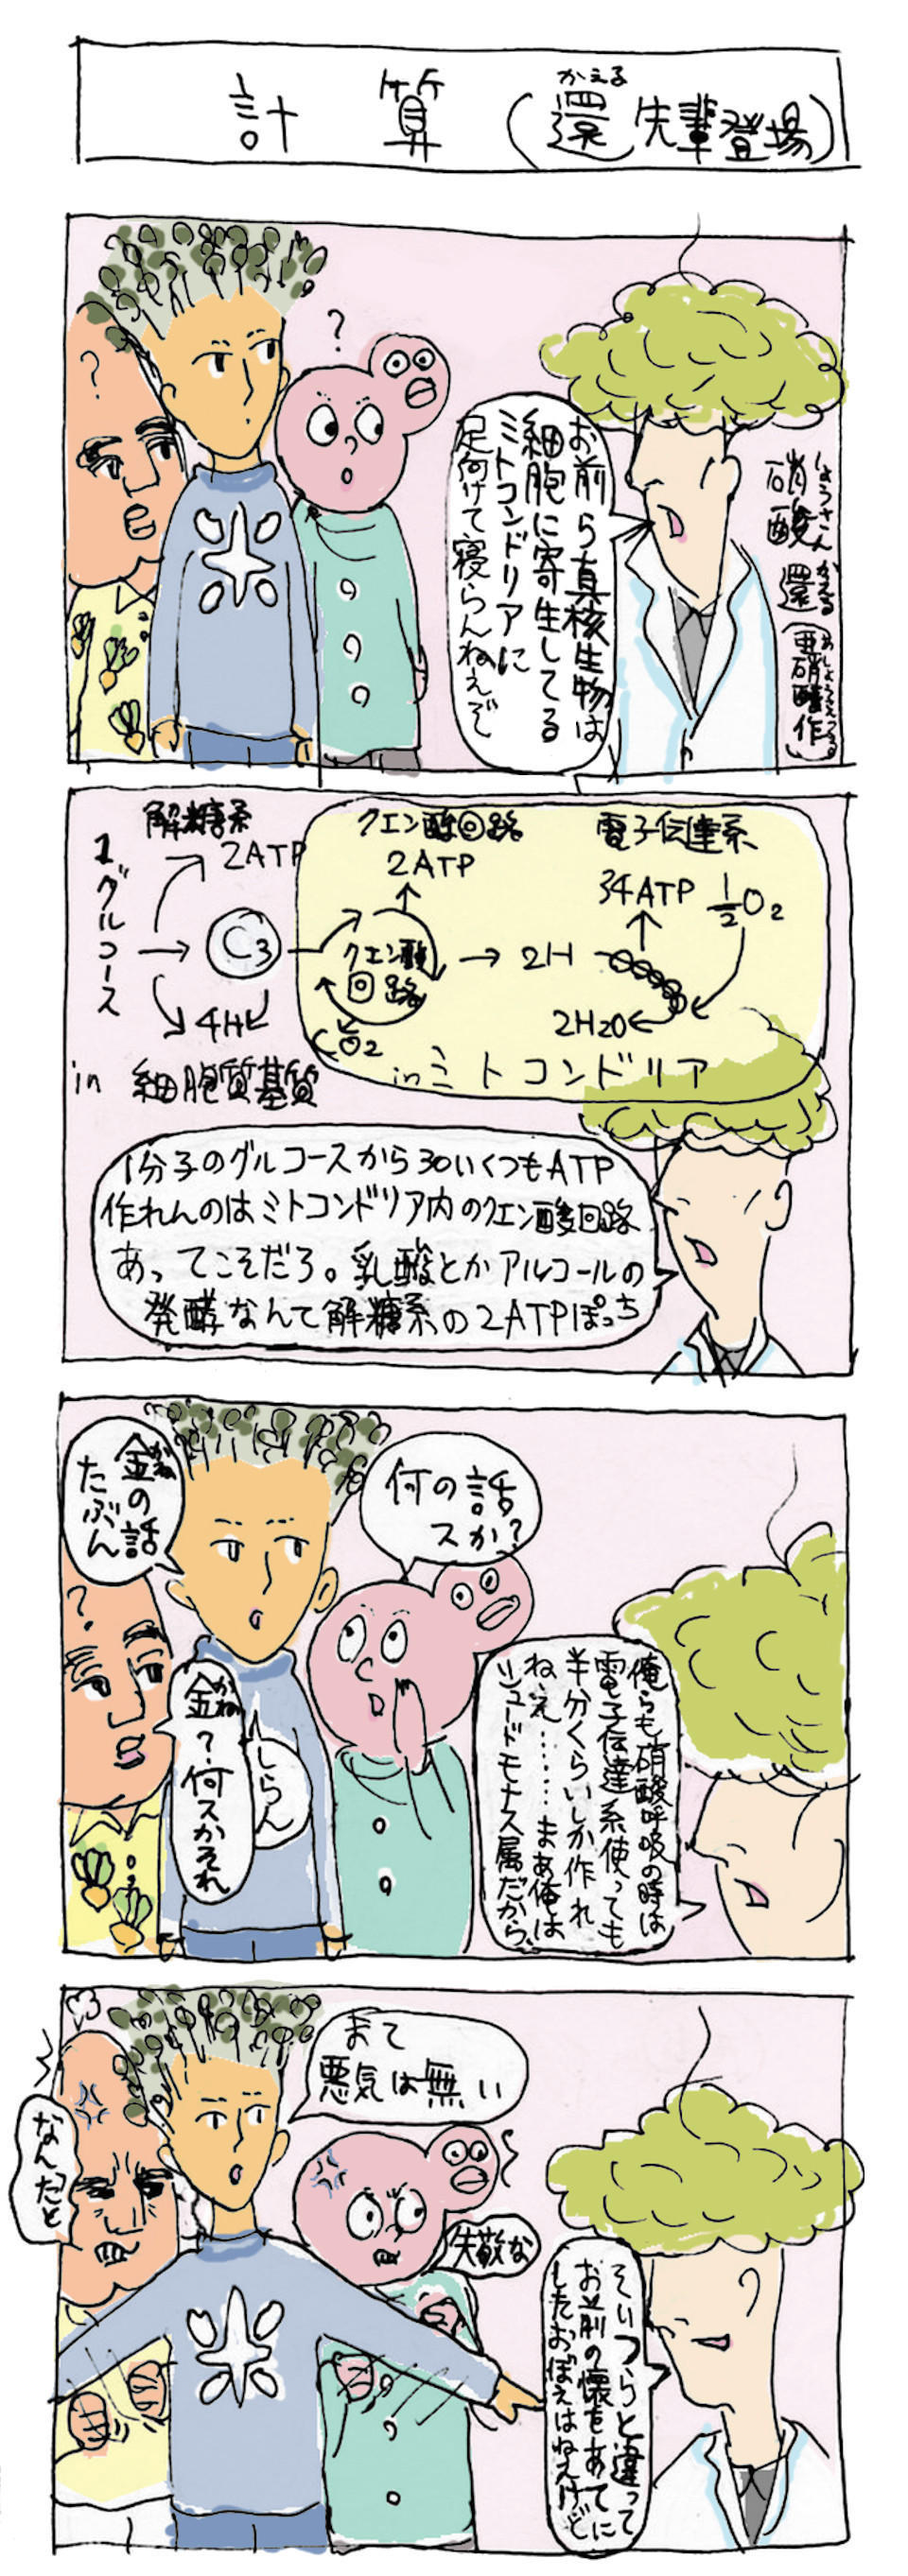 計算(還先輩登場)
かえる
?
?
お前ら真核生物は
細胞に寄生してる
ミトコンドリアに
足向けて寝らんねえぞ
硝酸還(亜硝酸作)
しょうさんかえる
解糖系
2ATP
1グルコース
C3
4H
in 細胞質基質
クエン酸回路
2ATP
クエン酸
回路
CO2
電子伝達系
34ATP
1/2O2
2H
2H2O
inミトコンドリア
1分子のグルコースから30いくつもATP
作れんのはミトコンドリア内のクエン酸回路
あってこそだろ。乳酸とかアルコールの
発酵なんて解糖系の2ATPぽっち
何の話
スか?
金の話
かね
たぶん
?
金?何スかそれ
かね
しらん
俺らも硝酸呼吸の時は
電子伝達系使っても
半分くらいしか作れ
ねえ……まあ俺は
シュードモナス属だから
まて
悪気は無い
なんだと
失敬な
そいつらと違って
お前の懐をあてに
したおぼえはねえけど